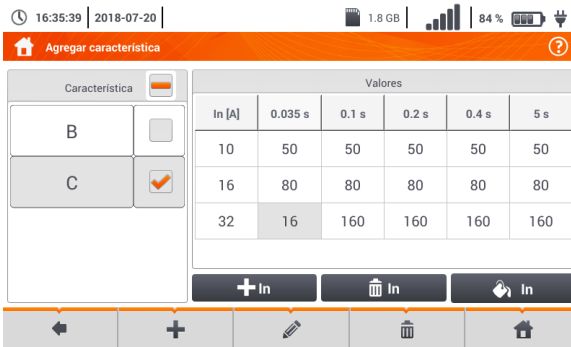 16:35:39 2018-07-20 1.8 GB 84 %
Agregar característica ?
Característica Valores
In [A] 0.035 s 0.1 s 0.2 s 0.4 s 5 s
B
10 50 50 50 50 50
C
16 80 80 80 80 80
32 16 160 160 160 160
In In In